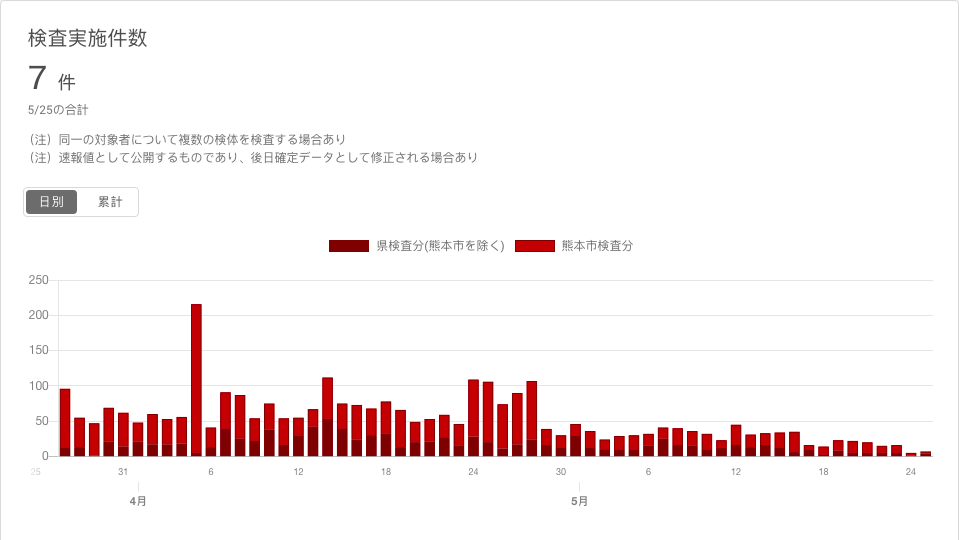 検査実施件数
7 件
5/25の合計
（注）同一の対象者について複数の検体を検査する場合あり
（注）速報値として公開するものであり、後日確定データとして修正される場合あり
日別 累計
県検査分(熊本市を除く) 熊本市検査分
250
200
150
100
50
0
25 31 6 12 18 24 30 6 12 18 24
4月 5月